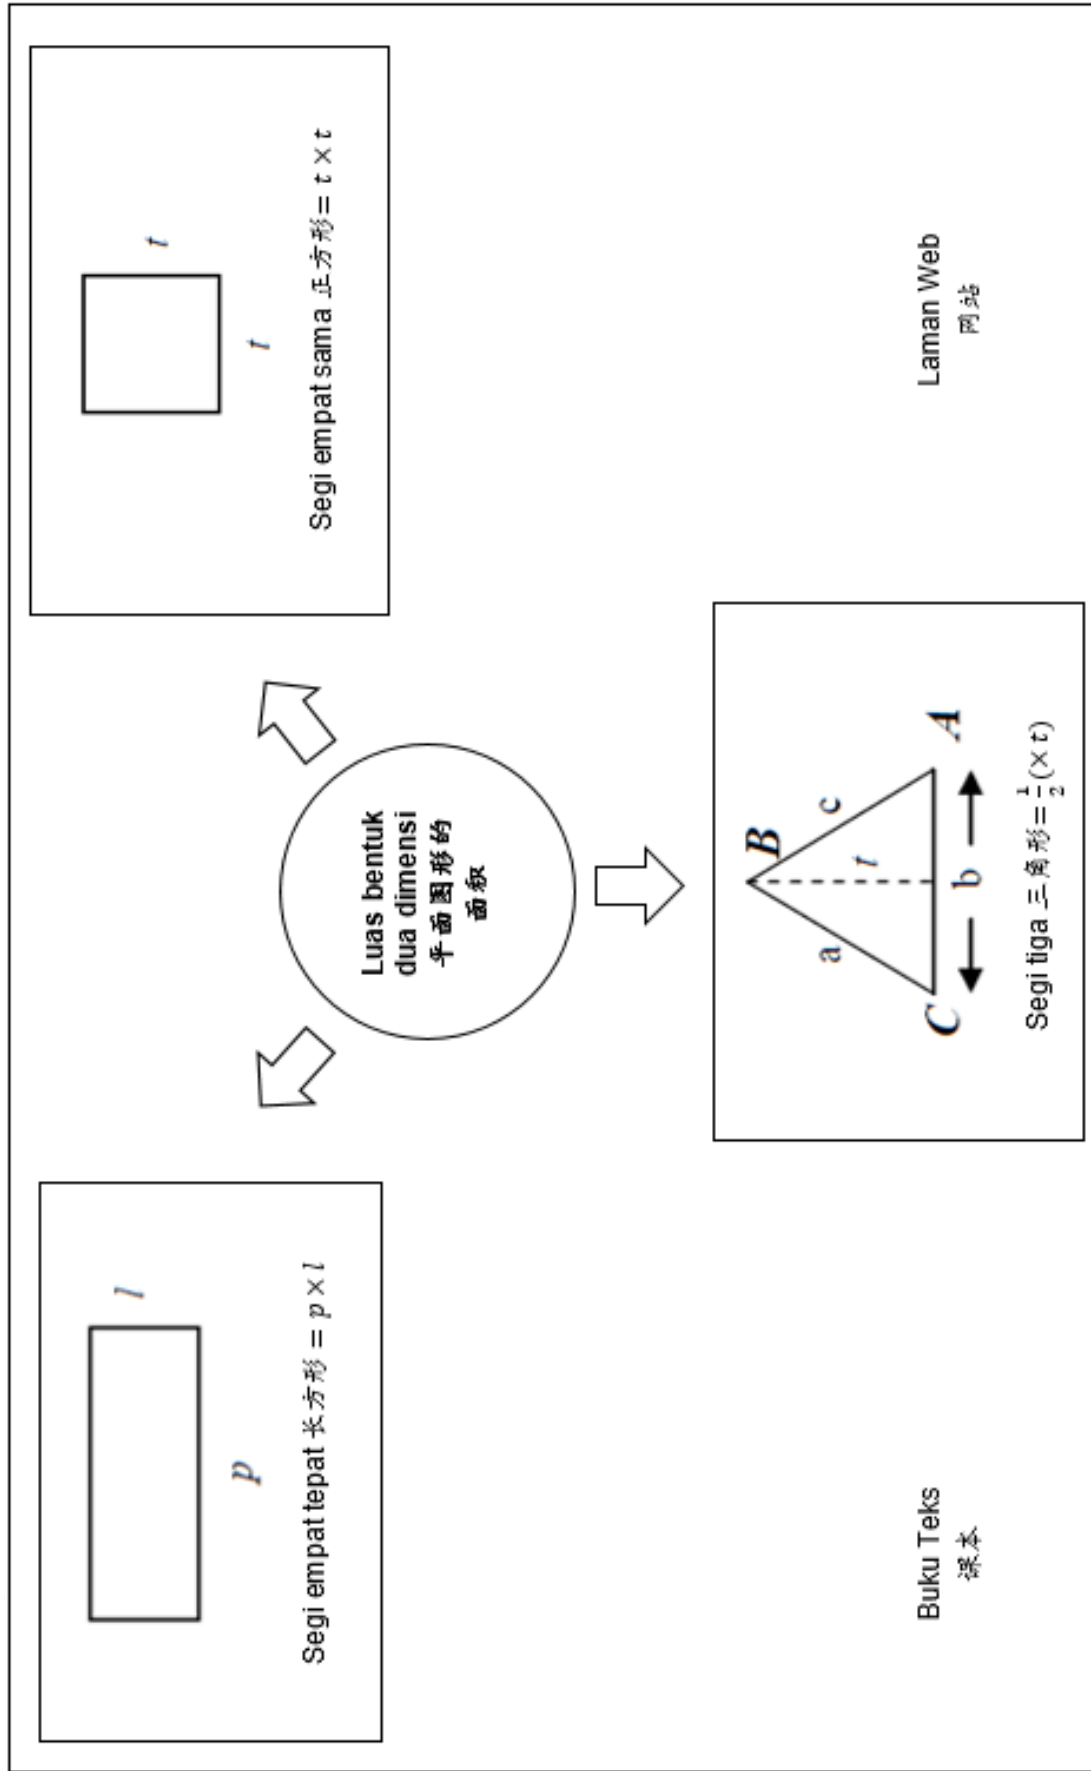 l
p
Segi empat tepat 长方形 = p × l
t
t
Segi empat sama 正方形 = t × t
Luas bentuk
dua dimensi
平面图形的
面积
B
a
c
t
C
A
b
Segi tiga 三角形 = 1/2 (× t)
Buku Teks
课本
Laman Web
网站